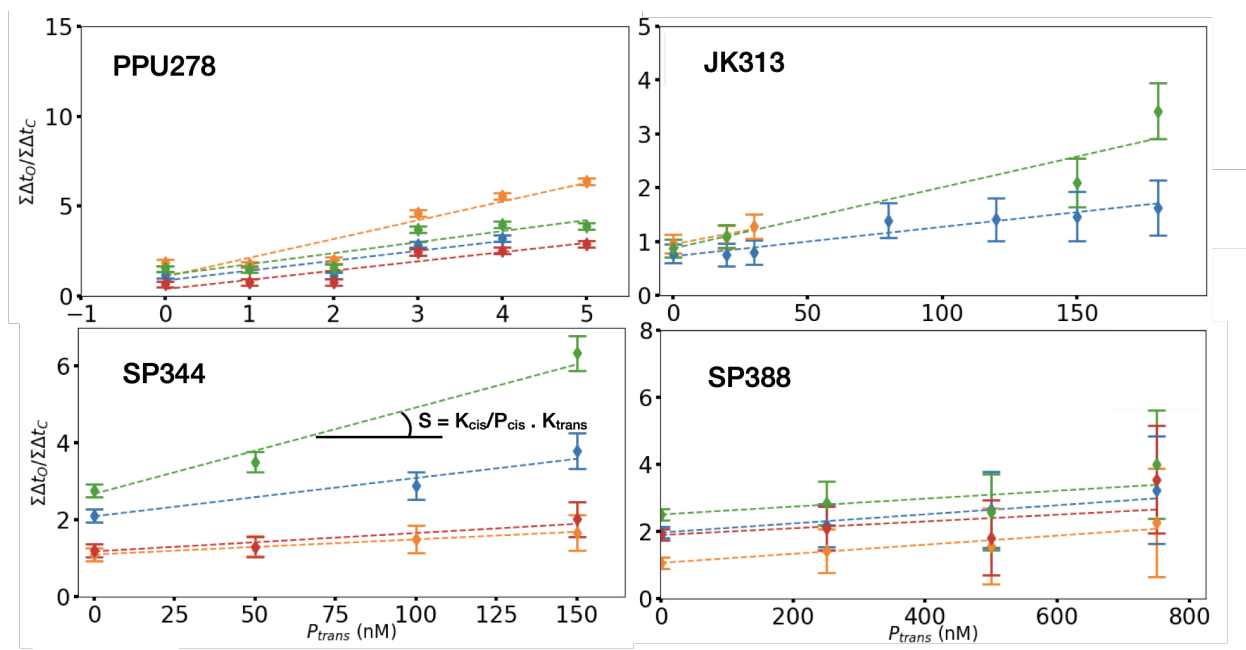 PPU278
ΣΔt_O/ΣΔt_C
15
10
5
0
−1 0 1 2 3 4 5
JK313
5
4
3
2
1
0
0 50 100 150
SP344
S = K_cis/P_cis . K_trans
ΣΔt_O/ΣΔt_C
6
4
2
0
0 25 50 75 100 125 150
P_trans (nM)
SP388
8
6
4
2
0
0 200 400 600 800
P_trans (nM)